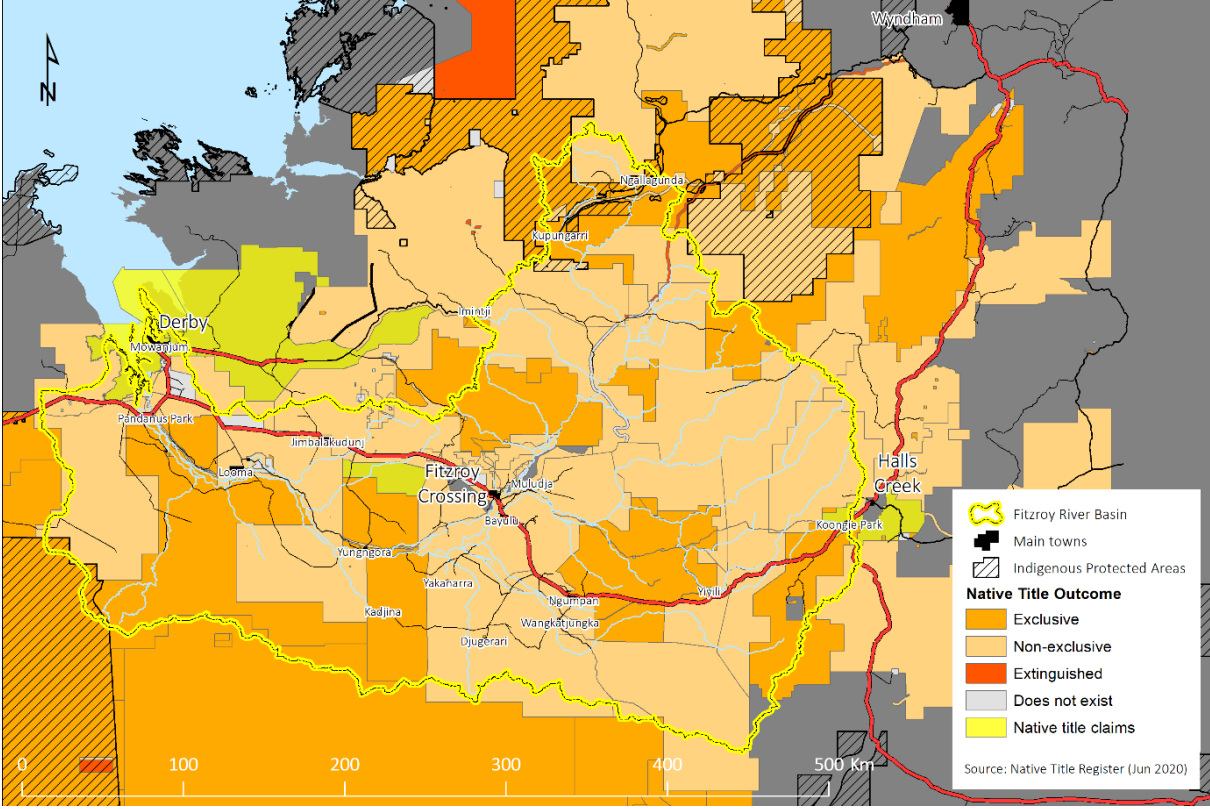 Wyndham
N
Ngallagunda
Kupungarri
Imintji
Derby
Mowanjum
Pandanus Park
Jimbalakudunj
Looma
Fitzroy
Crossing
Muludja
Bayulu
Halls
Creek
Koongie Park
Yungngora
Yakaharra
Kadjina
Ngumpan
Yiyili
Wangkatjungka
Djugerari
Fitzroy River Basin
Main towns
Indigenous Protected Areas
Native Title Outcome
Exclusive
Non-exclusive
Extinguished
Does not exist
Native title claims
Source: Native Title Register (Jun 2020)
0 100 200 300 400 500 Km